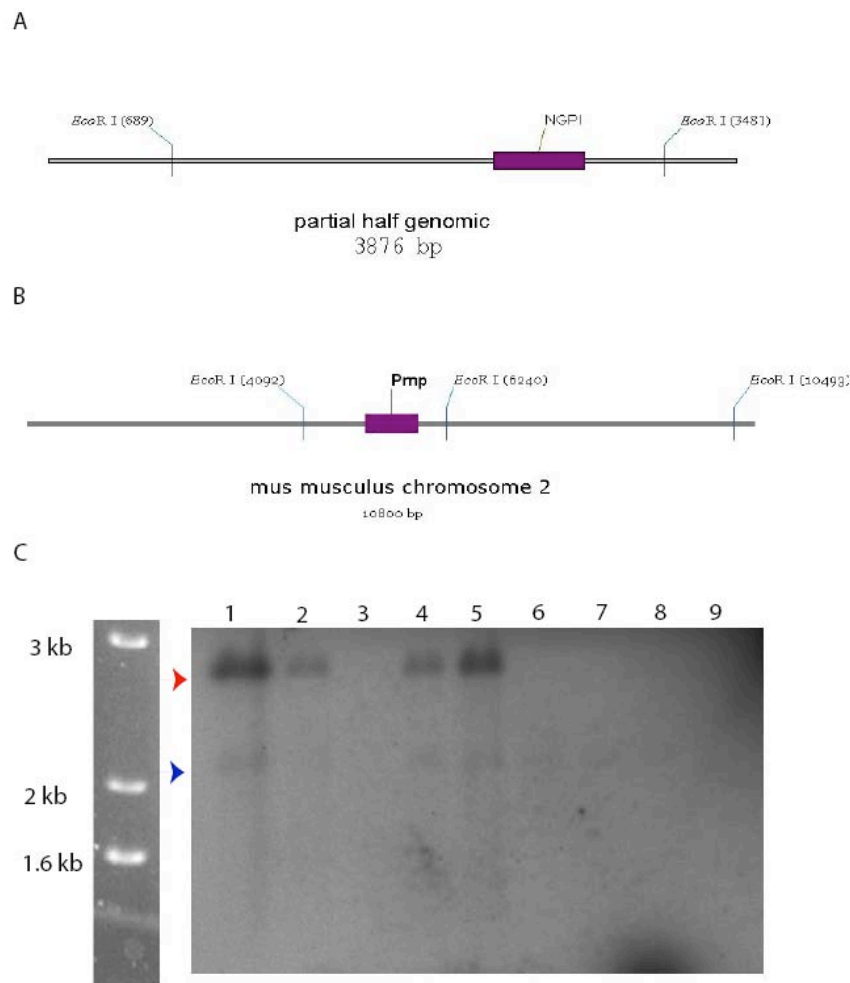 A
EcoR I (689)
NGPI
EcoR I (3481)
partial half genomic
3876 bp
B
EcoR I (4092)
Prnp
EcoR I (6240)
EcoR I (10493)
mus musculus chromosome 2
10800 bp
C
1 2 3 4 5 6 7 8 9
3 kb
2 kb
1.6 kb